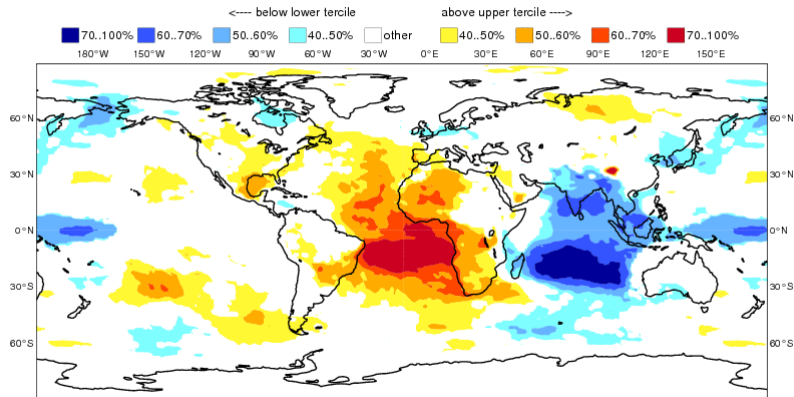 <---- below lower tercile above upper tercile ---->
70..100% 60..70% 50..60% 40..50% other 40..50% 50..60% 60..70% 70..100%
180°W 150°W 120°W 90°W 60°W 30°W 0°E 30°E 60°E 90°E 120°E 150°E
60°N 60°N
30°N 30°N
0°N 0°N
30°S 30°S
60°S 60°S